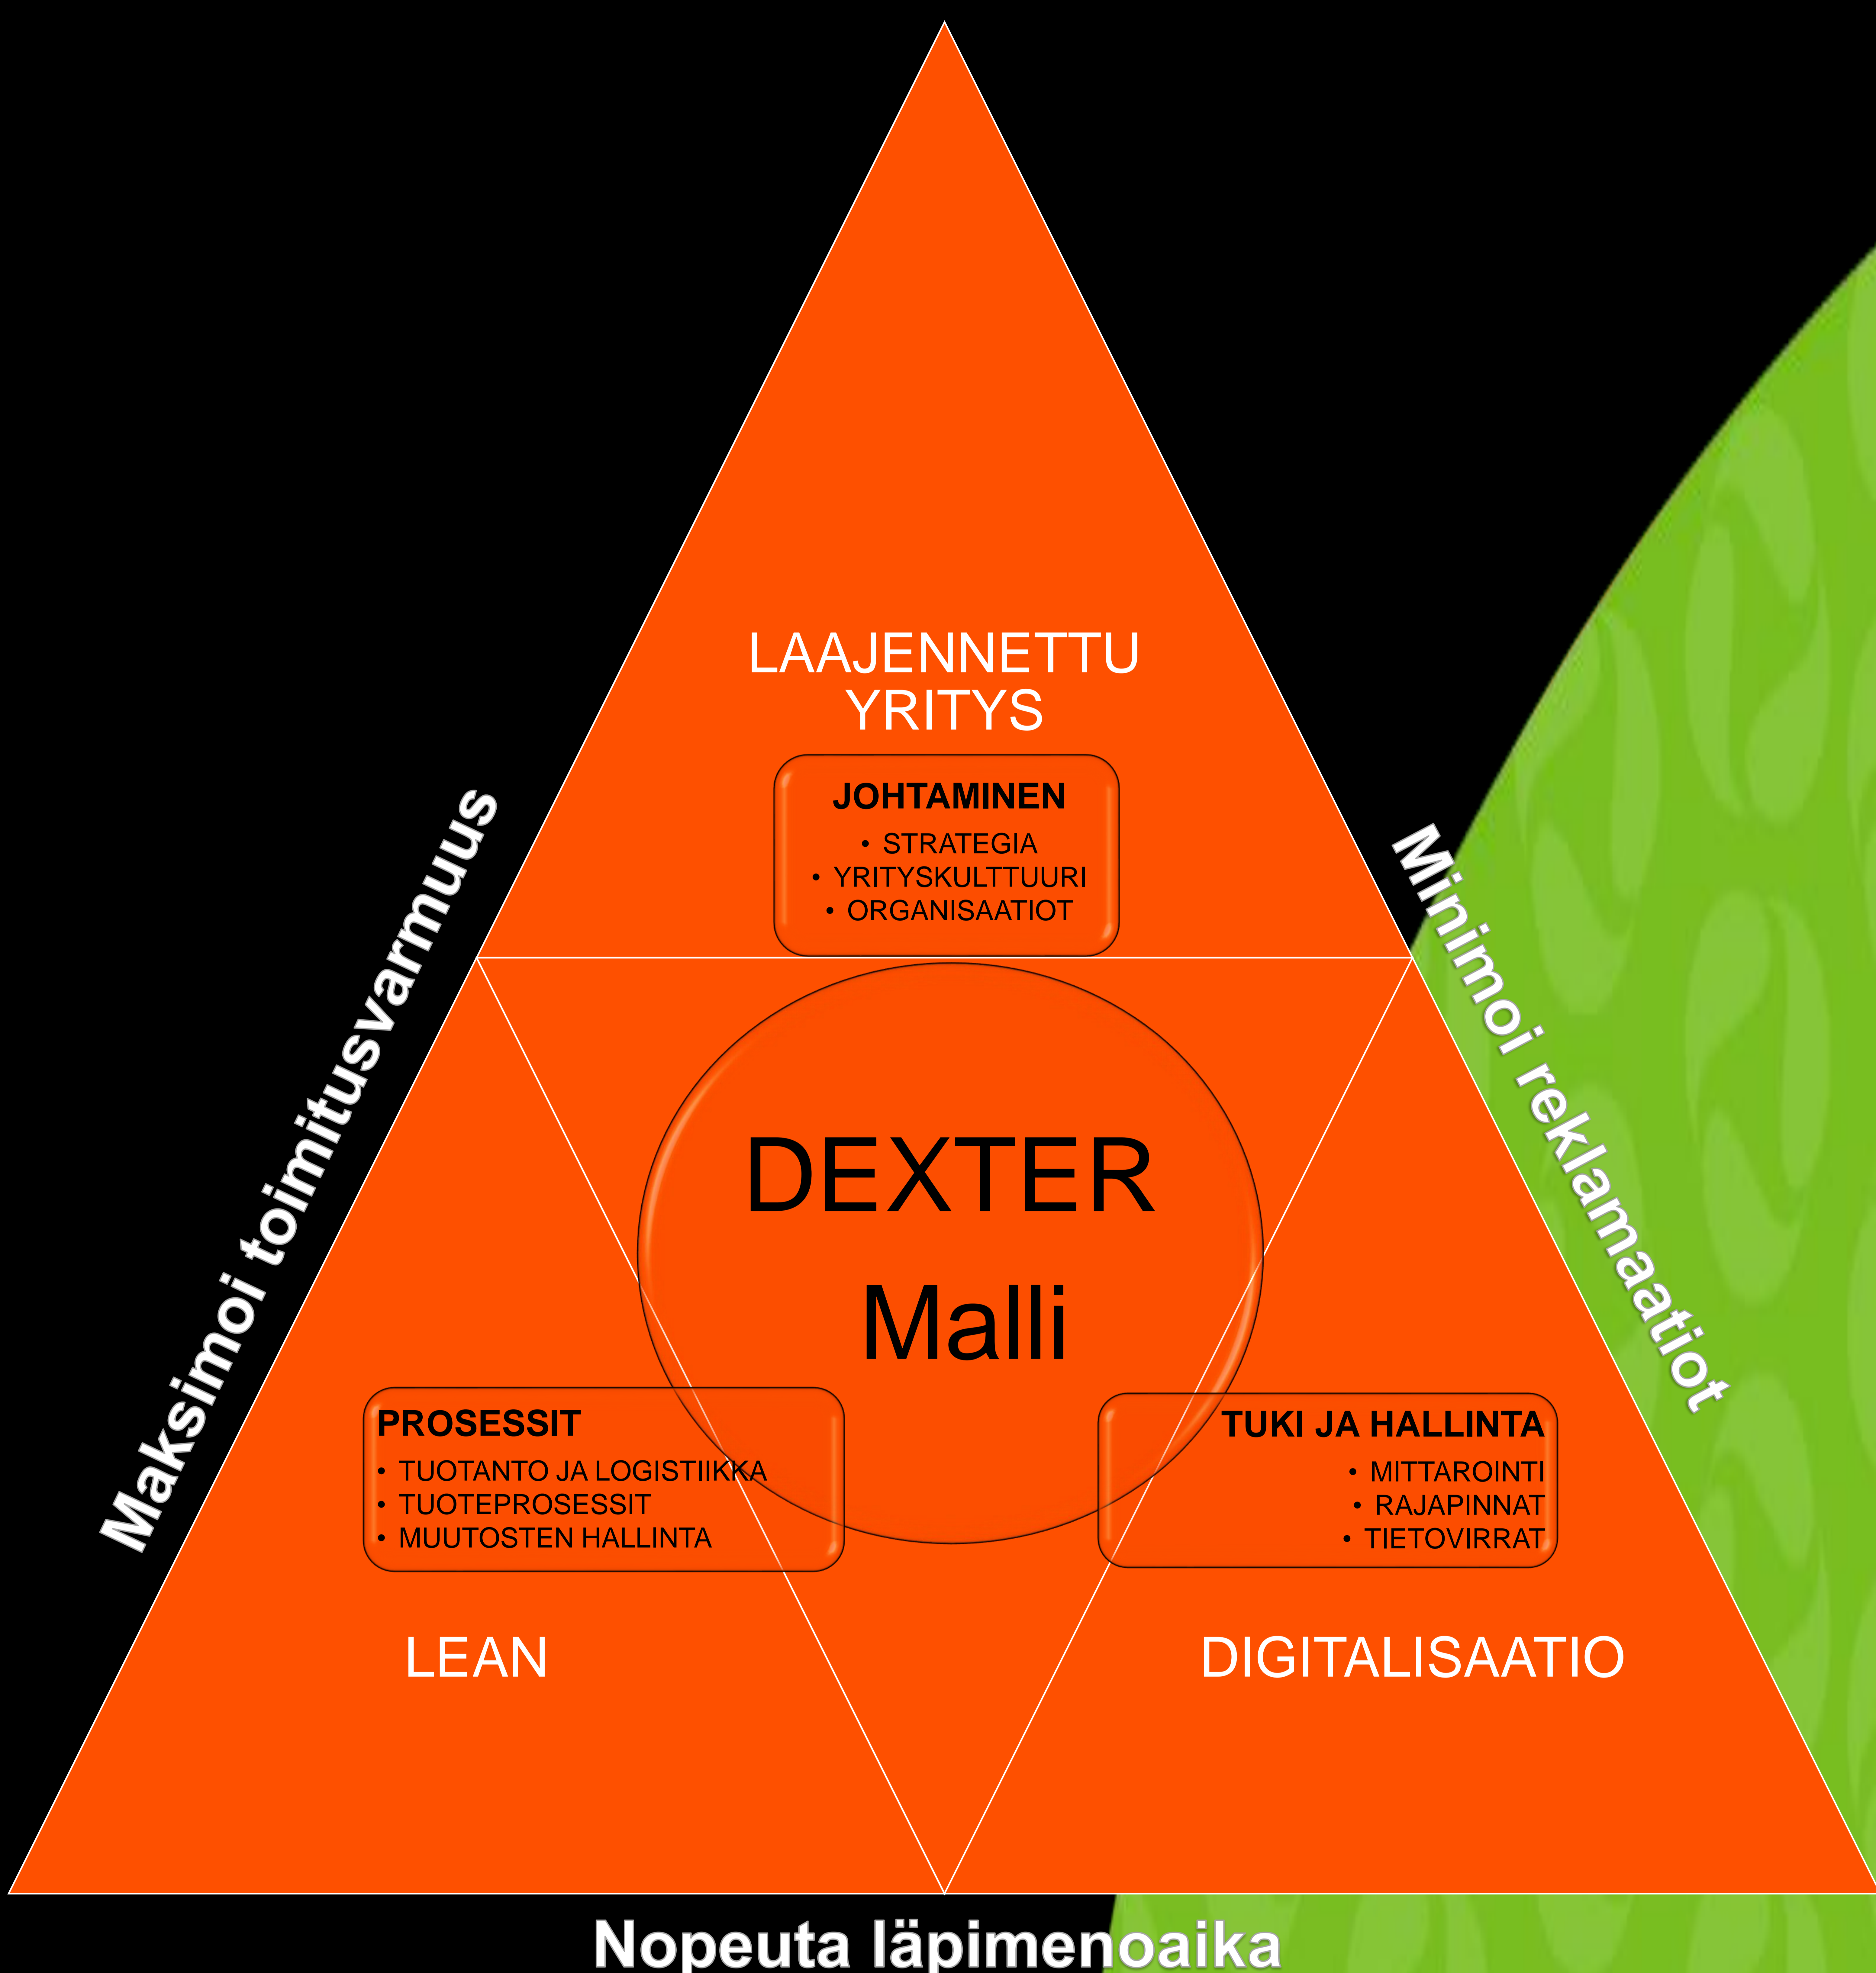 LAAJENNETTU
YRITYS
JOHTAMINEN
• STRATEGIA
• YRITYSKULTTUURI
• ORGANISAATIOT
Maksimoi toimitusvarmuus
Minimoi reklamaatiot
DEXTER
Malli
PROSESSIT
• TUOTANTO JA LOGISTIIKKA
• TUOTEPROSESSIT
• MUUTOSTEN HALLINTA
TUKI JA HALLINTA
• MITTAROINTI
• RAJAPINNAT
• TIETOVIRRAT
LEAN
DIGITALISAATIO
Nopeuta läpimenoaika